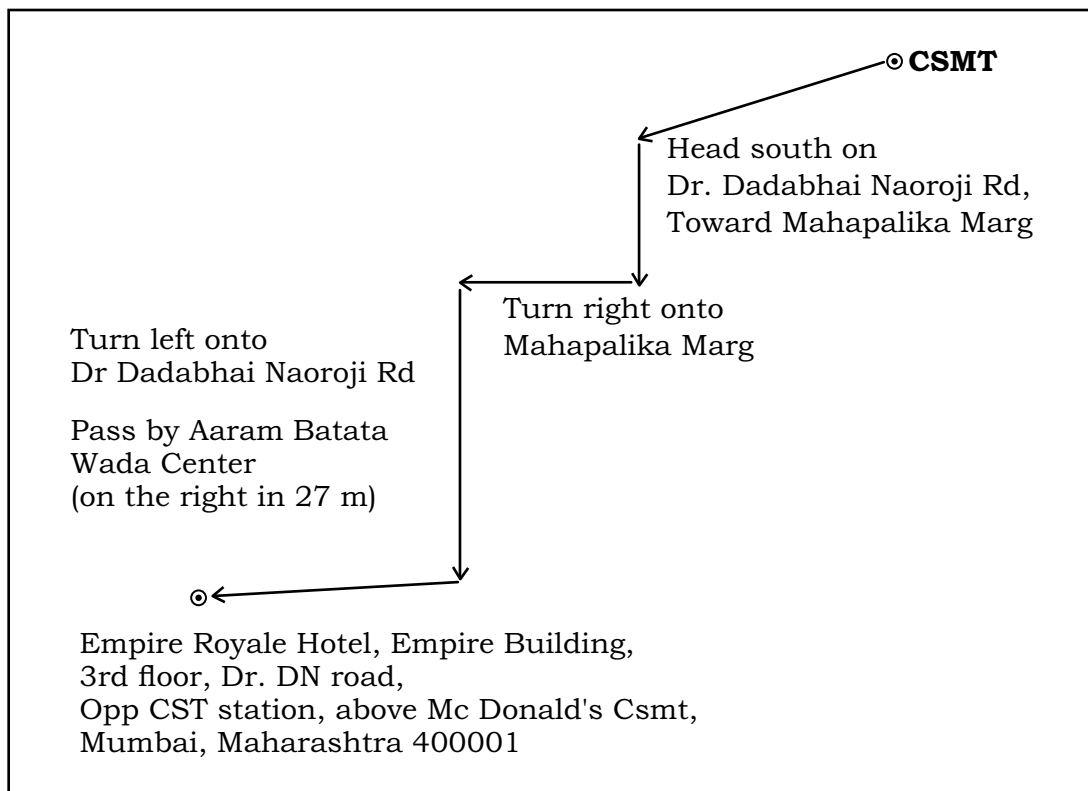 CSMT
Head south on
Dr. Dadabhai Naoroji Rd,
Toward Mahapalika Marg
Turn right onto
Mahapalika Marg
Turn left onto
Dr Dadabhai Naoroji Rd
Pass by Aaram Batata
Wada Center
(on the right in 27 m)
Empire Royale Hotel, Empire Building,
3rd floor, Dr. DN road,
Opp CST station, above Mc Donald's Csmt,
Mumbai, Maharashtra 400001